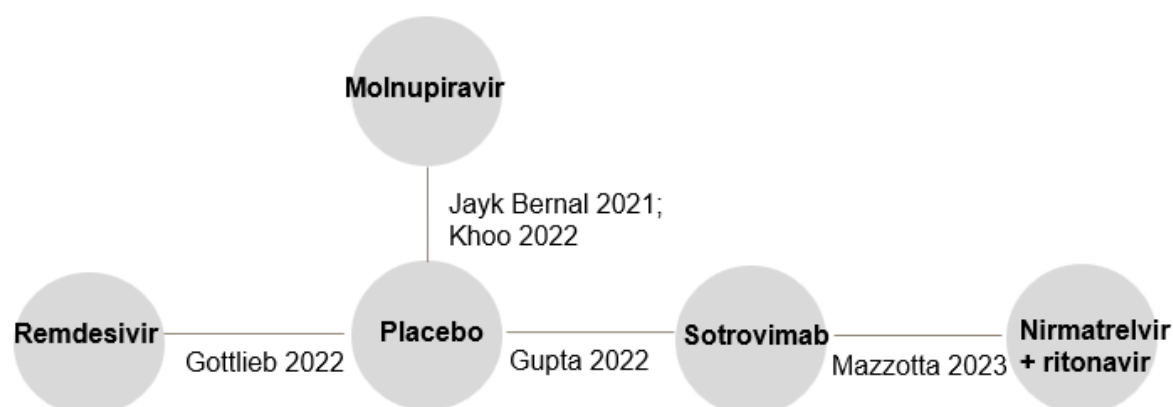 Molnupiravir
Jayk Bernal 2021;
Khoo 2022
Remdesivir
Gottlieb 2022
Placebo
Gupta 2022
Sotrovimab
Mazzotta 2023
Nirmatrelvir
+ ritonavir